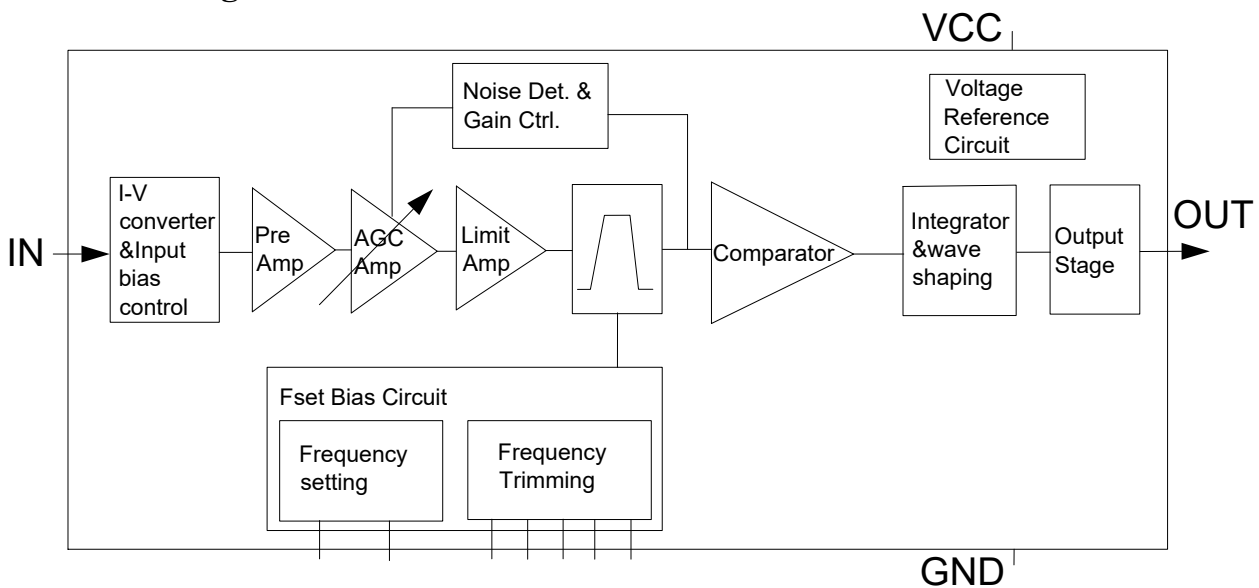 g
VCC
Noise Det. &
Gain Ctrl.
Voltage
Reference
Circuit
I-V
converter
&Input
bias
control
Pre
Amp
AGC
Amp
Limit
Amp
Comparator
Integrator
&wave
shaping
Output
Stage
IN
OUT
Fset Bias Circuit
Frequency
setting
Frequency
Trimming
GND